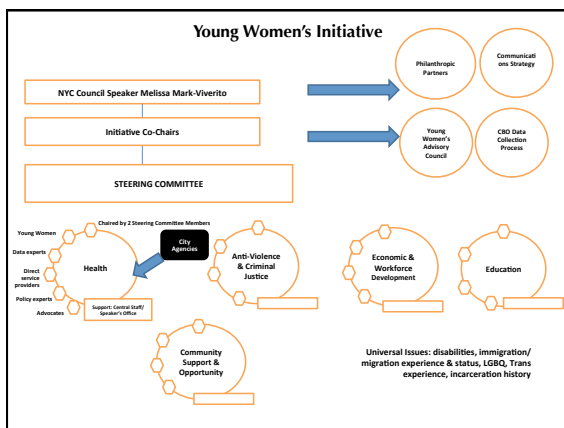 Young Women's Initiative
Philanthropic
Partners
Communicati
ons Strategy
NYC Council Speaker Melissa Mark-Viverito
Initiative Co-Chairs
Young
Women's
Advisory
Council
CBO Data
Collection
Process
STEERING COMMITTEE
Chaired by 2 Steering Committee Members
Young Women
Data experts
Direct
service
providers
Policy experts
Advocates
Health
Support: Central Staff/
Speaker's Office
City
Agencies
Anti-Violence
& Criminal
Justice
Economic &
Workforce
Development
Education
Community
Support &
Opportunity
Universal Issues: disabilities, immigration/
migration experience & status, LGBQ, Trans
experience, incarceration history